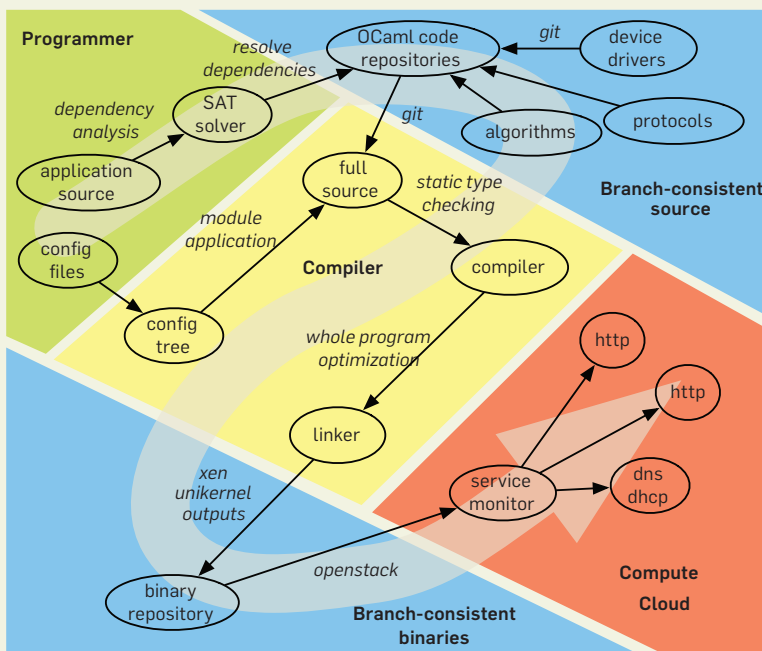 Programmer
resolve
dependencies
OCaml code
repositories
git
device
drivers
dependency
analysis
SAT
solver
git
algorithms
protocols
application
source
full
source
static type
checking
Branch-consistent
source
module
application
config
files
Compiler
compiler
config
tree
whole program
optimization
http
http
linker
xen
unikernel
outputs
service
monitor
dns
dhcp
openstack
binary
repository
Branch-consistent
binaries
Compute
Cloud